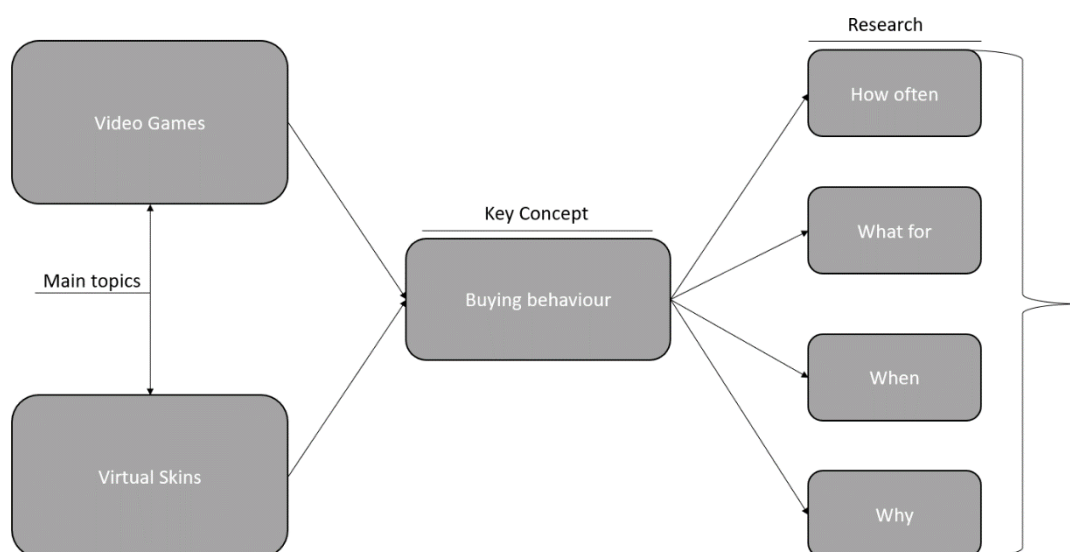 Research
How often
Video Games
Key Concept
What for
Main topics
Buying behaviour
When
Virtual Skins
Why